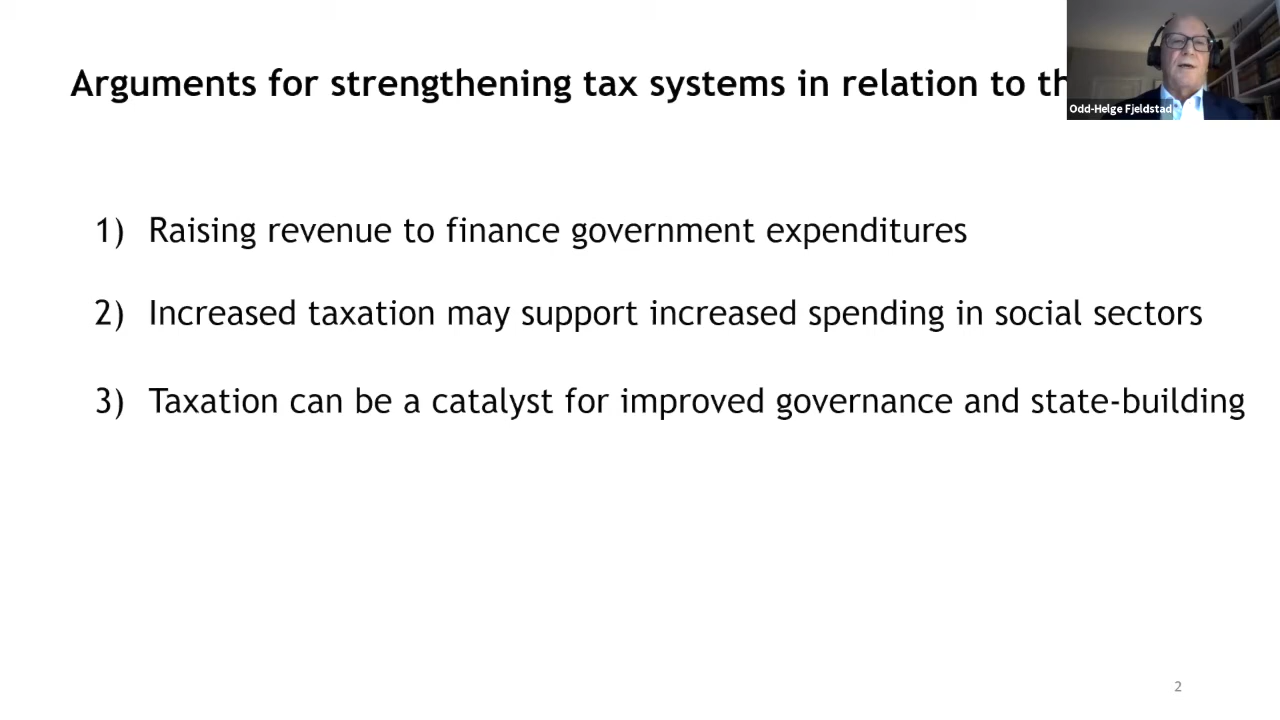 Arguments for strengthening tax systems in relation to th
Odd-Helge Fjeldstad
1) Raising revenue to finance government expenditures
2) Increased taxation may support increased spending in social sectors
3) Taxation can be a catalyst for improved governance and state-building
2